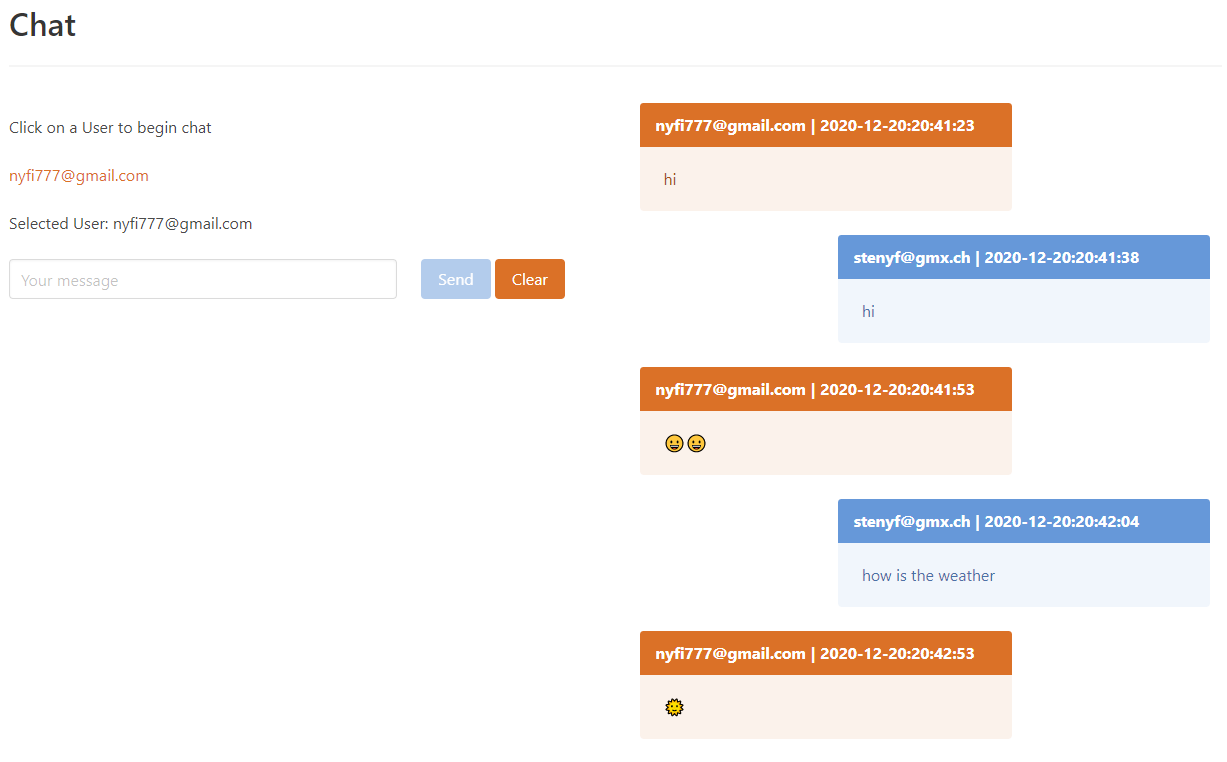 Chat
Click on a User to begin chat
nyfi777@gmail.com
Selected User: nyfi777@gmail.com
Your message
Send
Clear
nyfi777@gmail.com | 2020-12-20:20:41:23
hi
stenyf@gmx.ch | 2020-12-20:20:41:38
hi
nyfi777@gmail.com | 2020-12-20:20:41:53
😀😀
stenyf@gmx.ch | 2020-12-20:20:42:04
how is the weather
nyfi777@gmail.com | 2020-12-20:20:42:53
🌞